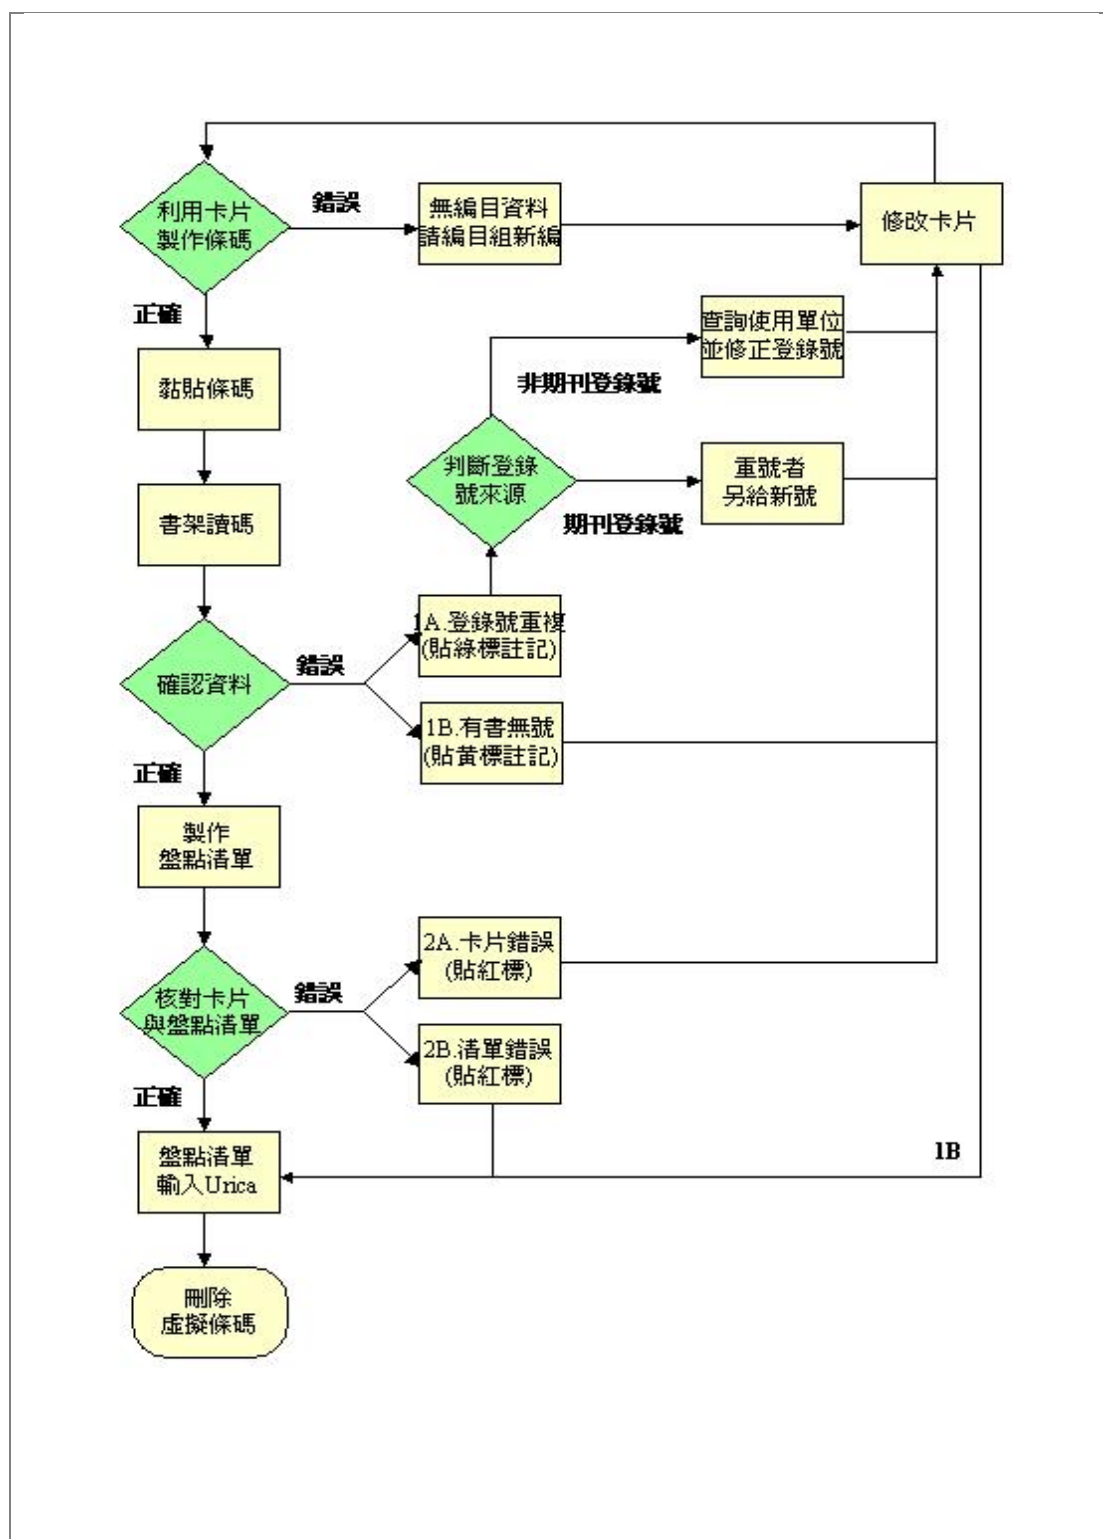 利用卡片
製作條碼
錯誤
無編目資料
請編目組新編
修改卡片
正確
黏貼條碼
書架讀碼
查詢使用單位
並修正登錄號
非期刊登錄號
判斷登錄
號來源
重號者
另給新號
期刊登錄號
確認資料
錯誤
1A.登錄號重複
(貼綠標註記)
1B.有書無號
(貼黃標註記)
正確
製作
盤點清單
核對卡片
與盤點清單
錯誤
2A.卡片錯誤
(貼紅標)
2B.清單錯誤
(貼紅標)
正確
盤點清單
輸入Urica
1B
刪除
虛擬條碼